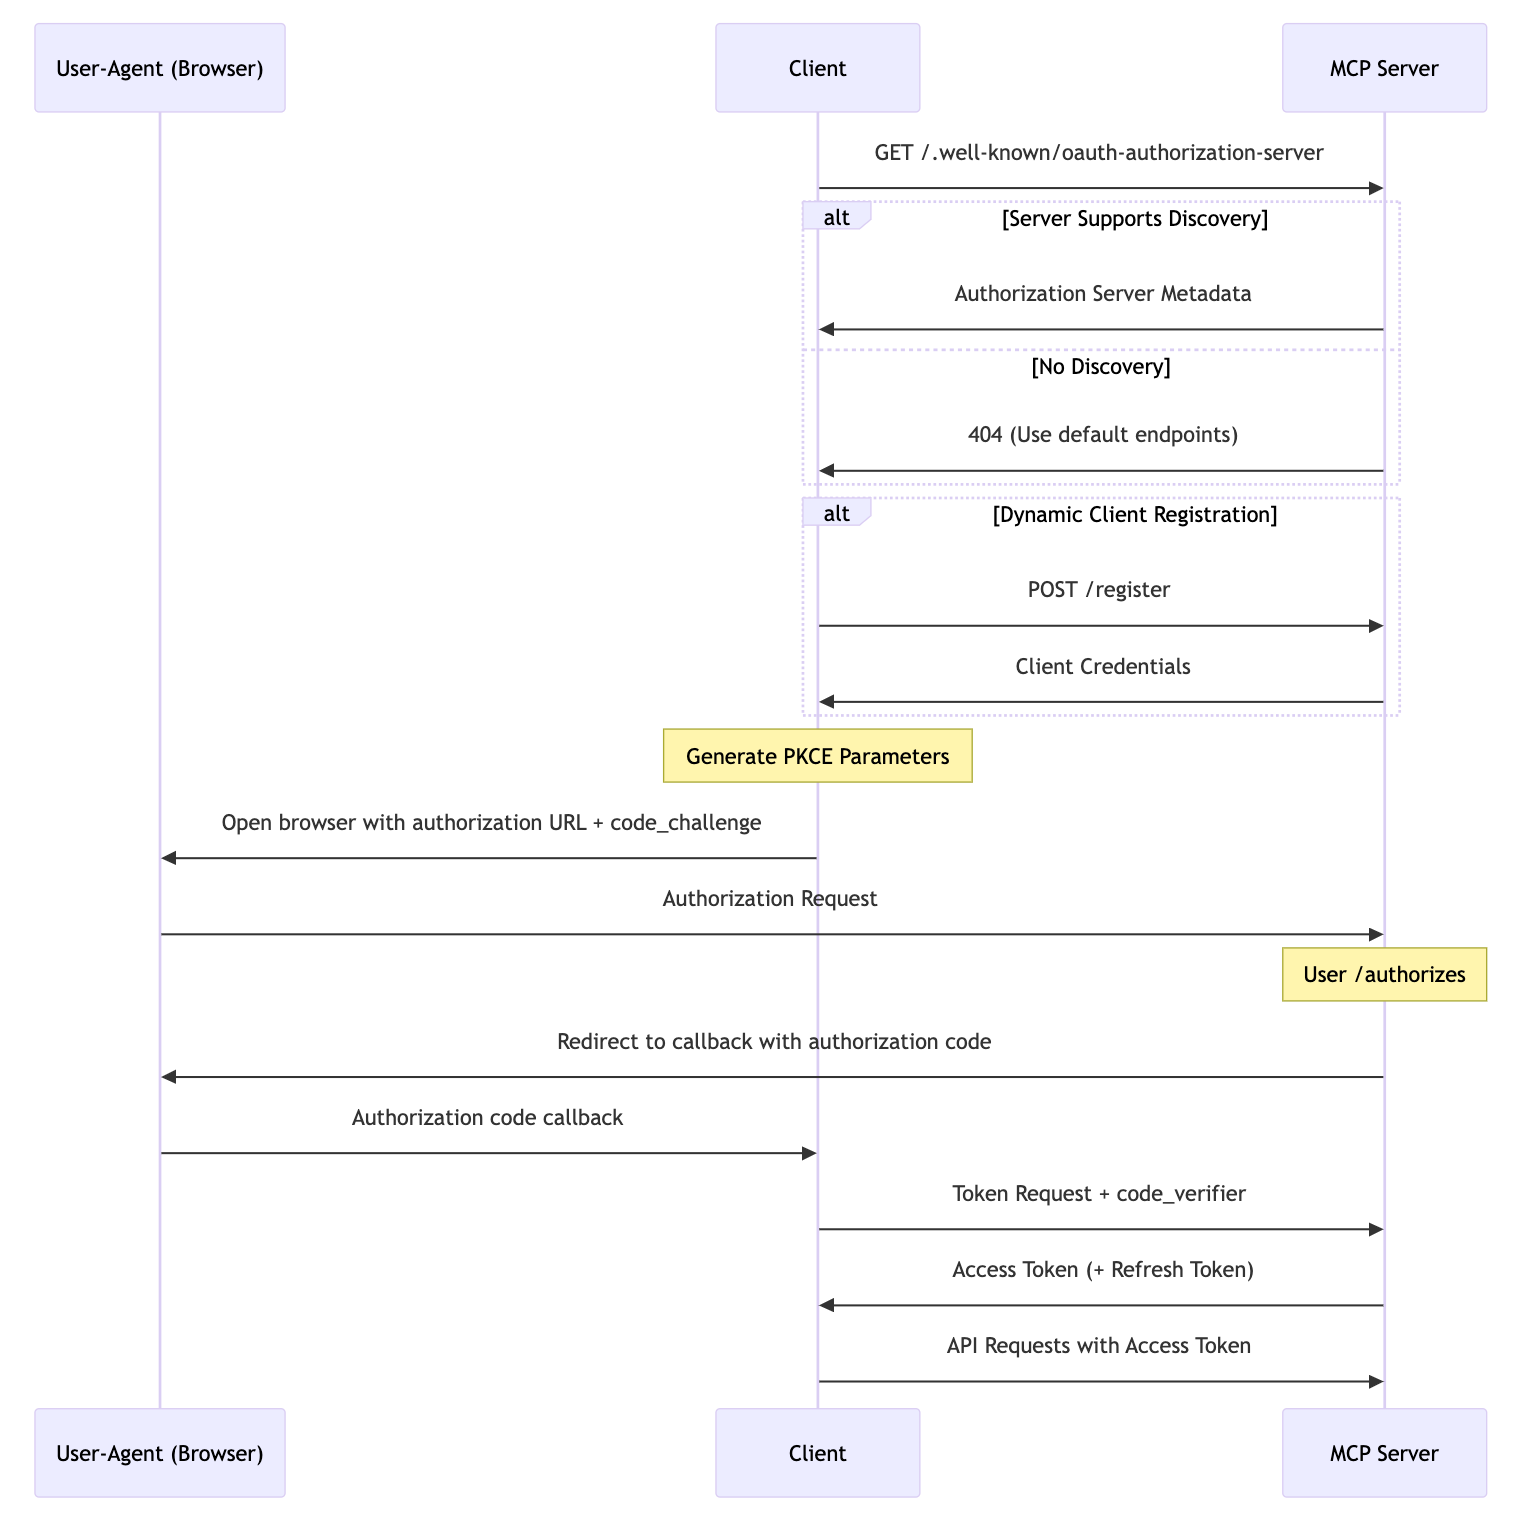 User-Agent (Browser)
Client
MCP Server
GET /.well-known/oauth-authorization-server
alt
[Server Supports Discovery]
Authorization Server Metadata
[No Discovery]
404 (Use default endpoints)
alt
[Dynamic Client Registration]
POST /register
Client Credentials
Generate PKCE Parameters
Open browser with authorization URL + code_challenge
Authorization Request
User /authorizes
Redirect to callback with authorization code
Authorization code callback
Token Request + code_verifier
Access Token (+ Refresh Token)
API Requests with Access Token
User-Agent (Browser)
Client
MCP Server